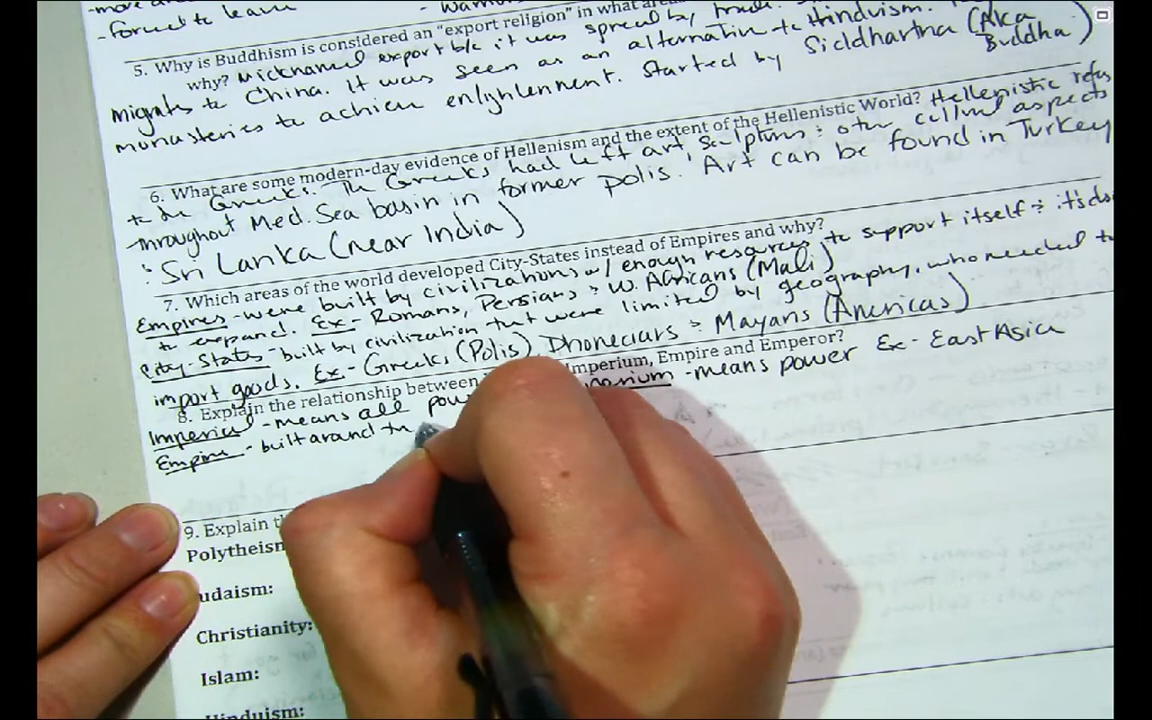 -more
-forced to learn
5. Why is Buddhism is considered an “export religion” in what area
why? Nicknamed export b/c it was spread by trade.
migrates to China. It was seen as an alternative to Hinduism.
monasteries to achieve enlighlennment. Started by Siddhartha (Aka Buddha)
6. What are some modern-day evidence of Hellenism and the extent of the Hellenistic World? Hellenistic refers
to the Greeks. The Greeks had left art, sculptures & other cultural aspects
throughout Med. Sea basin in former polis. Art can be found in Turkey
& Sri Lanka (near India)
7. Which areas of the world developed City-States instead of Empires and why?
Empires - were built by civilizations w/ enough resources to support itself & it's
to expand. Ex - Romans, Persians & W. Africans (Mali)
City-States - built by civilization that were limited by geography, who needed to
import goods. Ex - Greeks (Polis) Phoneciars & Mayans (Americas)
8. Explain the relationship between Imperium, Empire and Emperor?
Imperial - means all means power Ex - East Asia
Empire - built around
9. Explain
Polytheism
udaism:
Christianity:
Islam:
Hinduism: